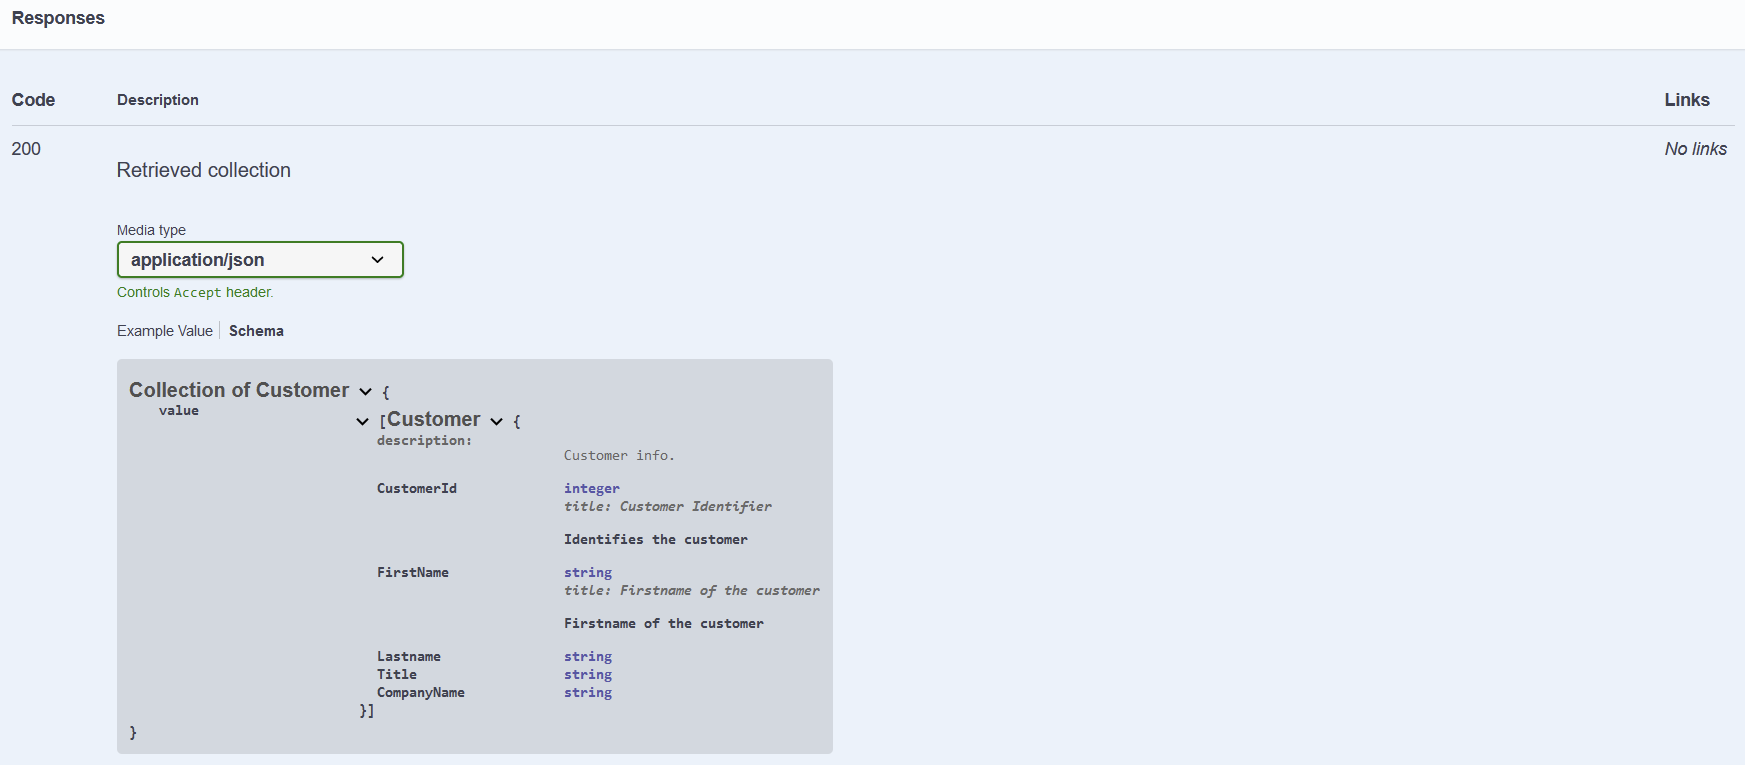 Responses
Code Description Links
200 No links
Retrieved collection
Media type
application/json
Controls Accept header.
Example Value Schema
Collection of Customer {
value
[Customer {
description:
Customer info.
CustomerId integer
title: Customer Identifier
Identifies the customer
FirstName string
title: Firstname of the customer
Firstname of the customer
Lastname string
Title string
CompanyName string
}]
}